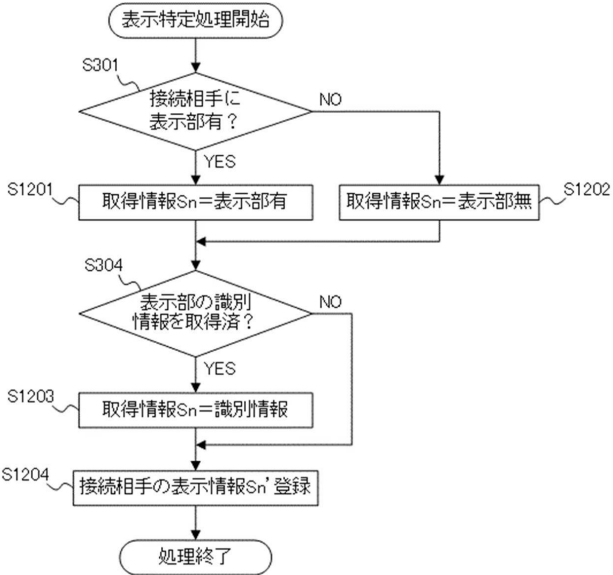 表示特定処理開始
S301
接続相手に
表示部有?
NO
YES
S1201
取得情報Sn=表示部有
取得情報Sn=表示部無
S1202
S304
表示部の識別
情報を取得済?
NO
YES
S1203
取得情報Sn=識別情報
S1204
接続相手の表示情報Sn'登録
処理終了